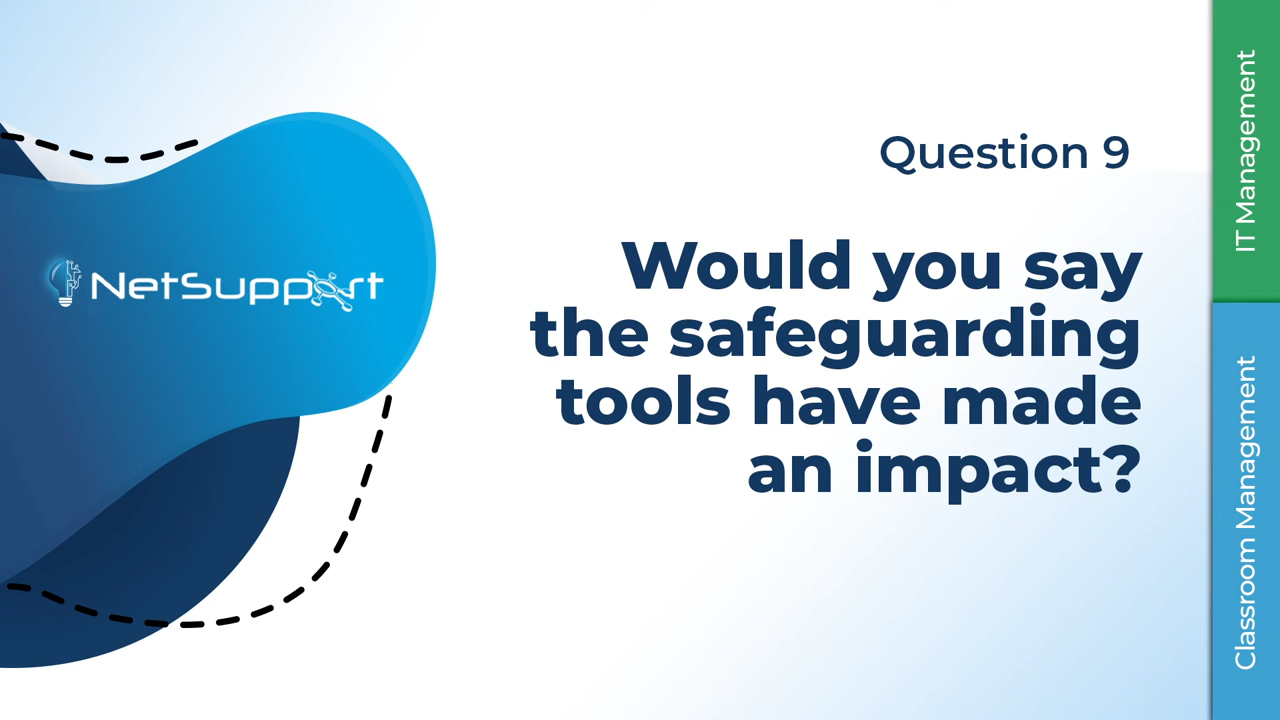 NetSupport
Question 9
Would you say
the safeguarding
tools have made
an impact?
IT Management
Classroom Management